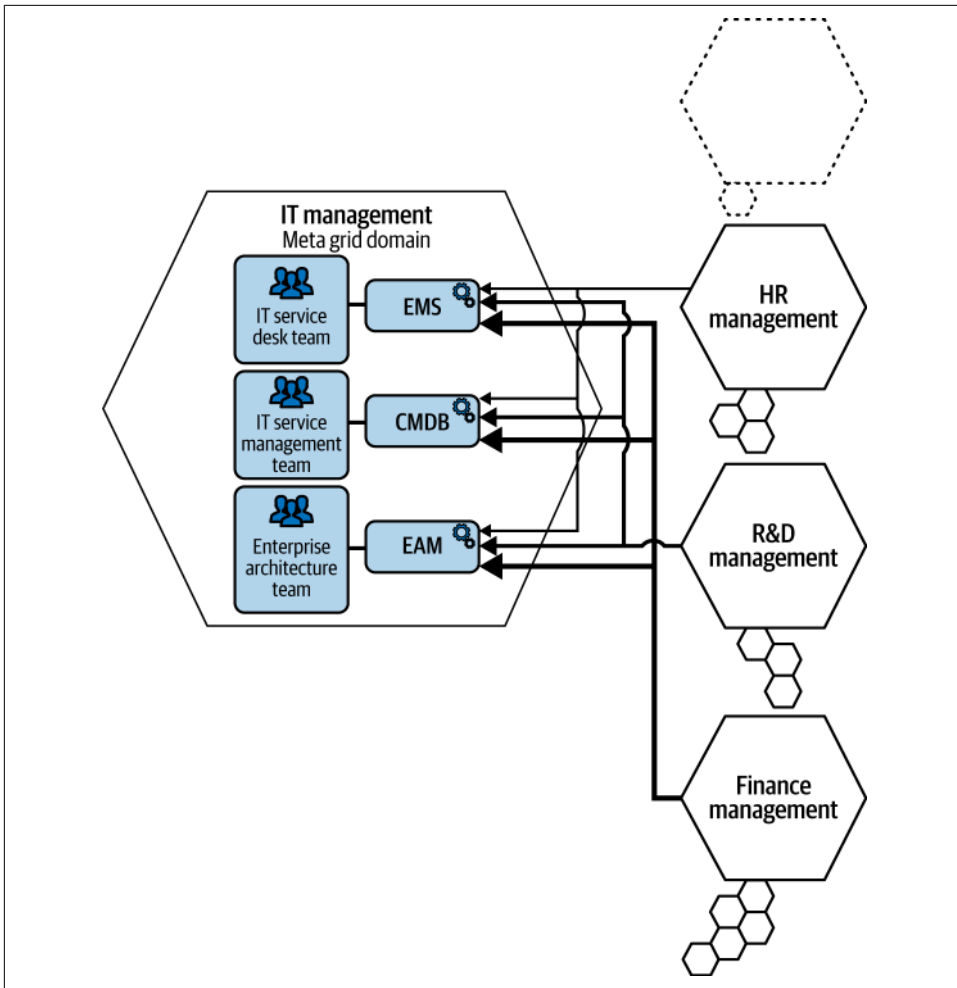 IT management
Meta grid domain
IT service
desk team
EMS
IT service
management
team
CMDB
Enterprise
architecture
team
EAM
HR
management
R&D
management
Finance
management